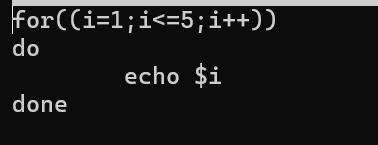 for((i=1;i<=5;i++))
do
        echo $i
done